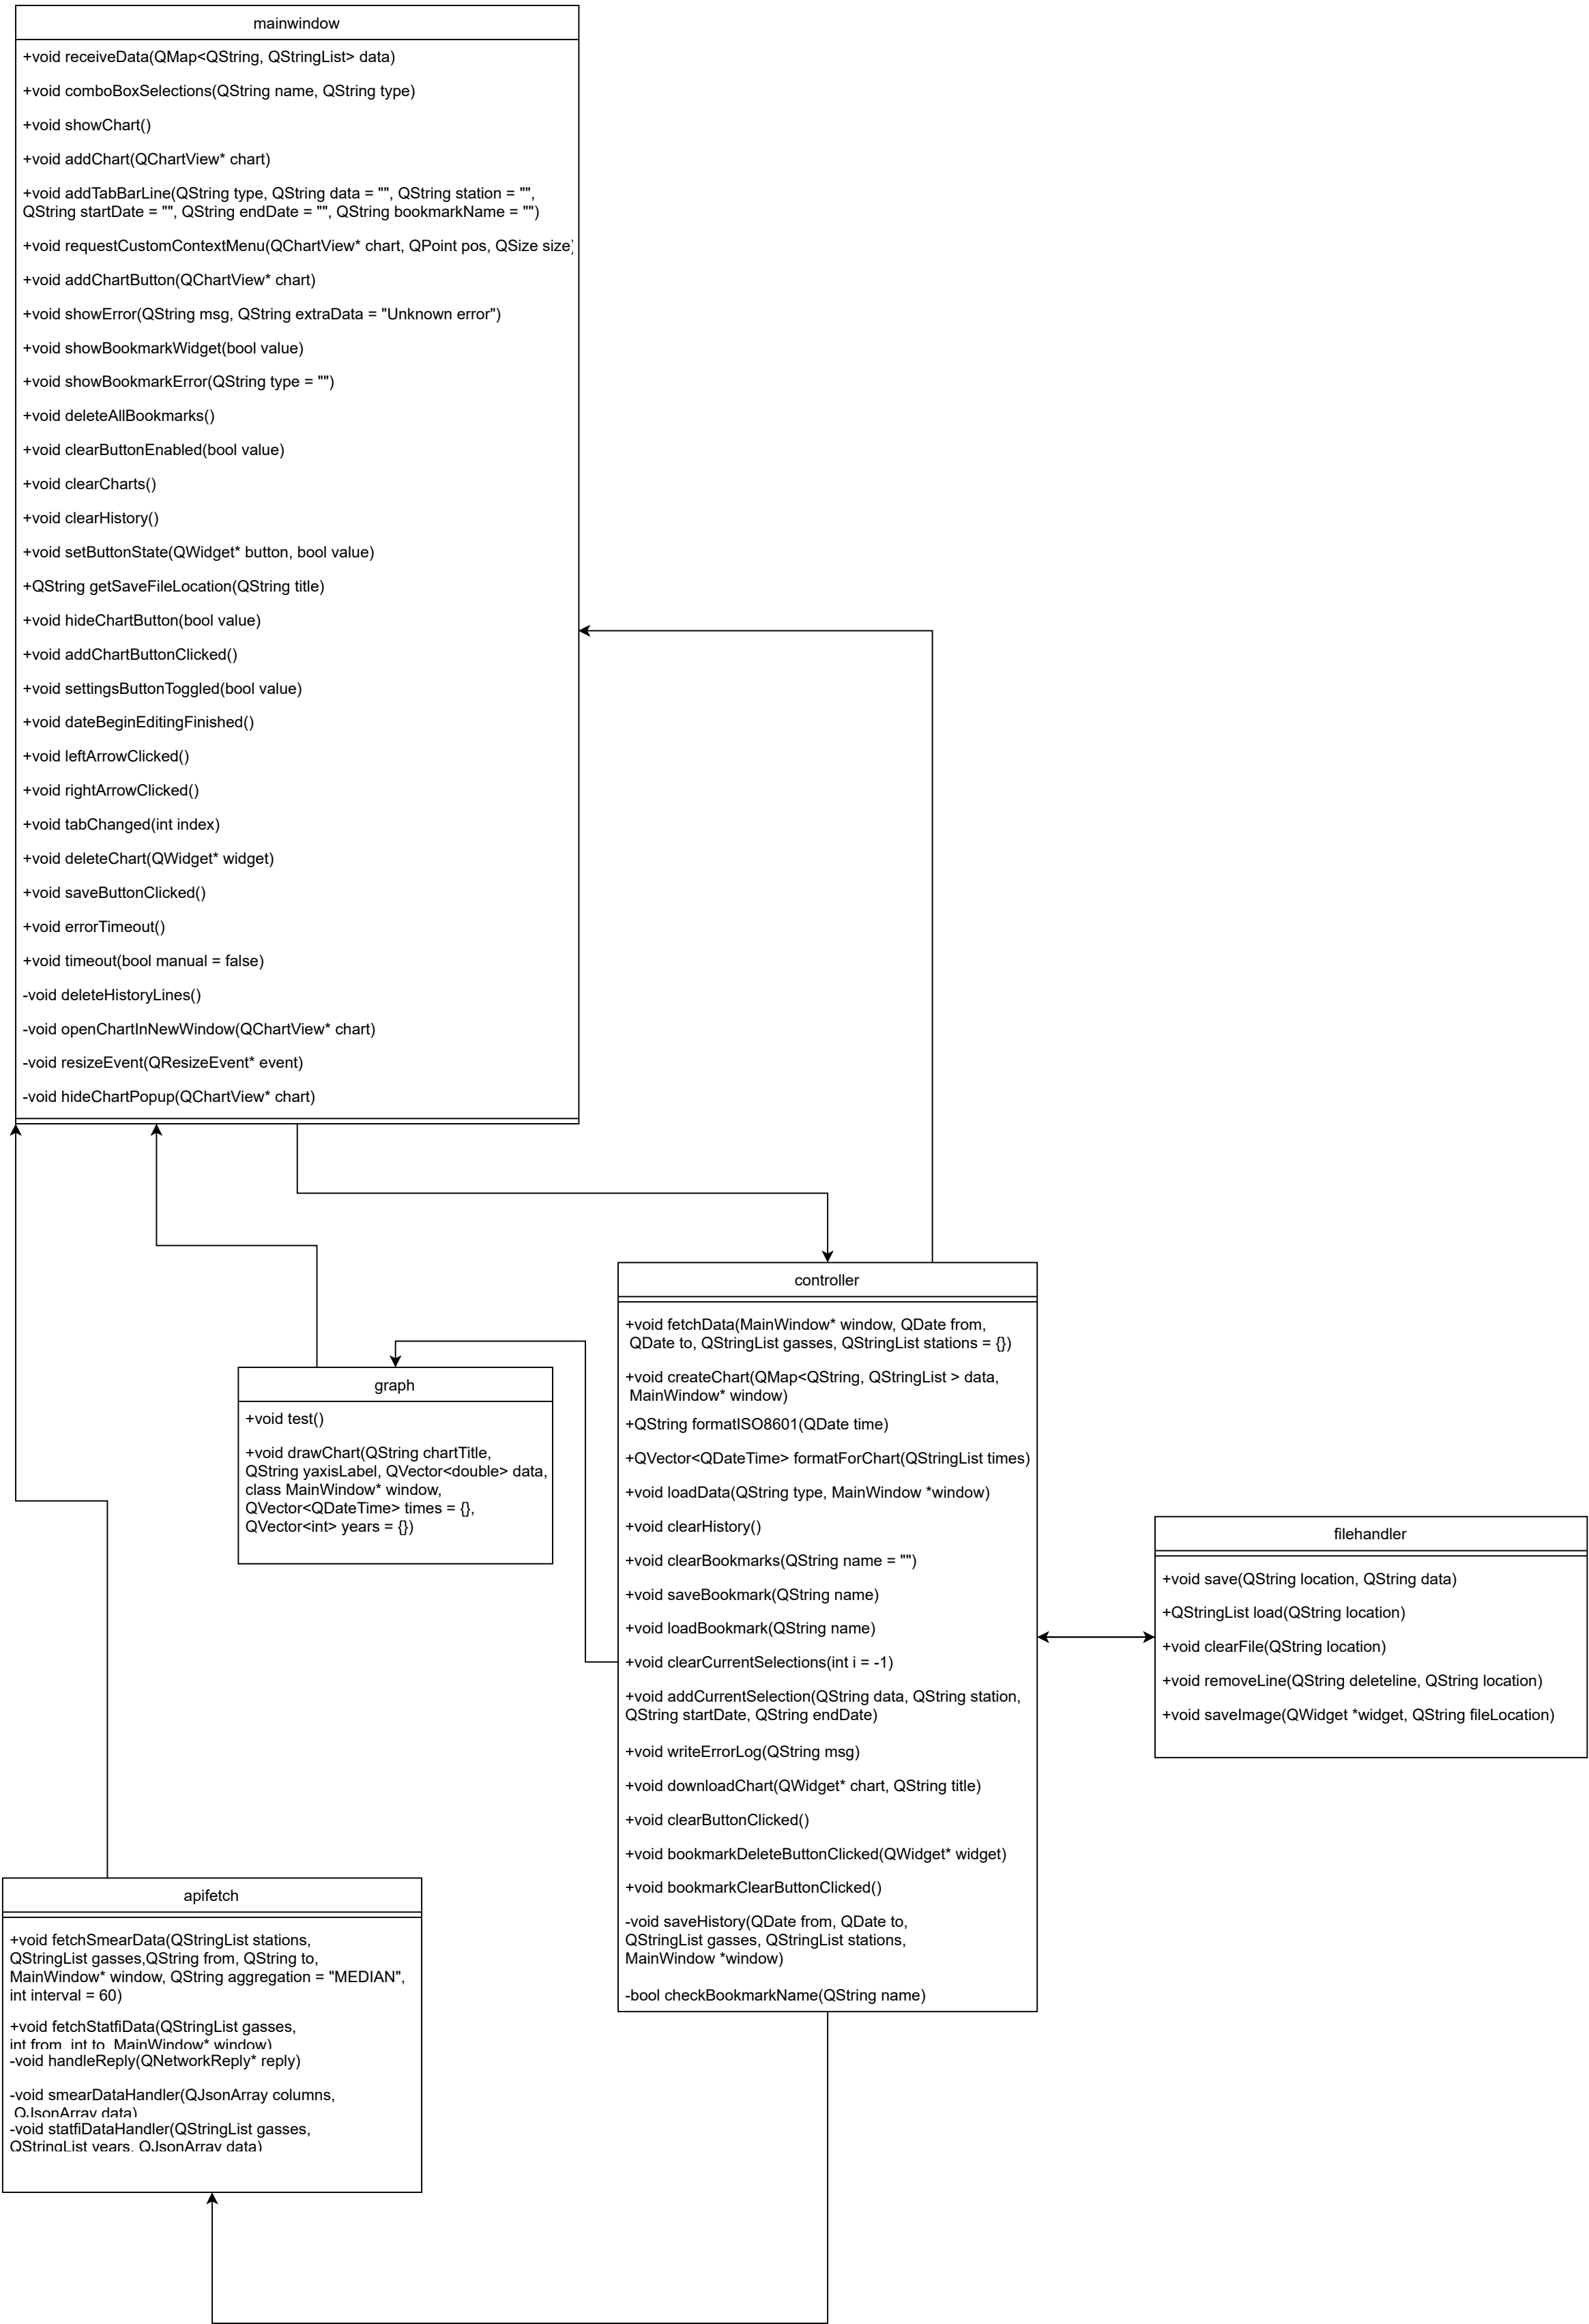 mainwindow
+void receiveData(QMap<QString, QStringList> data)
+void comboBoxSelections(QString name, QString type)
+void showChart()
+void addChart(QChartView* chart)
+void addTabBarLine(QString type, QString data = "", QString station = "",
QString startDate = "", QString endDate = "", QString bookmarkName = "")
+void requestCustomContextMenu(QChartView* chart, QPoint pos, QSize size)
+void addChartButton(QChartView* chart)
+void showError(QString msg, QString extraData = "Unknown error")
+void showBookmarkWidget(bool value)
+void showBookmarkError(QString type = "")
+void deleteAllBookmarks()
+void clearButtonEnabled(bool value)
+void clearCharts()
+void clearHistory()
+void setButtonState(QWidget* button, bool value)
+QString getSaveFileLocation(QString title)
+void hideChartButton(bool value)
+void addChartButtonClicked()
+void settingsButtonToggled(bool value)
+void dateBeginEditingFinished()
+void leftArrowClicked()
+void rightArrowClicked()
+void tabChanged(int index)
+void deleteChart(QWidget* widget)
+void saveButtonClicked()
+void errorTimeout()
+void timeout(bool manual = false)
-void deleteHistoryLines()
-void openChartInNewWindow(QChartView* chart)
-void resizeEvent(QResizeEvent* event)
-void hideChartPopup(QChartView* chart)
controller
+void fetchData(MainWindow* window, QDate from,
QDate to, QStringList gasses, QStringList stations = {})
+void createChart(QMap<QString, QStringList > data,
MainWindow* window)
+QString formatISO8601(QDate time)
+QVector<QDateTime> formatForChart(QStringList times)
+void loadData(QString type, MainWindow *window)
+void clearHistory()
+void clearBookmarks(QString name = "")
+void saveBookmark(QString name)
+void loadBookmark(QString name)
+void clearCurrentSelections(int i = -1)
+void addCurrentSelection(QString data, QString station,
QString startDate, QString endDate)
+void writeErrorLog(QString msg)
+void downloadChart(QWidget* chart, QString title)
+void clearButtonClicked()
+void bookmarkDeleteButtonClicked(QWidget* widget)
+void bookmarkClearButtonClicked()
-void saveHistory(QDate from, QDate to,
QStringList gasses, QStringList stations,
MainWindow *window)
-bool checkBookmarkName(QString name)
graph
+void test()
+void drawChart(QString chartTitle,
QString yaxisLabel, QVector<double> data,
class MainWindow* window,
QVector<QDateTime> times = {},
QVector<int> years = {})
filehandler
+void save(QString location, QString data)
+QStringList load(QString location)
+void clearFile(QString location)
+void removeLine(QString deleteline, QString location)
+void saveImage(QWidget *widget, QString fileLocation)
apifetch
+void fetchSmearData(QStringList stations,
QStringList gasses,QString from, QString to,
MainWindow* window, QString aggregation = "MEDIAN",
int interval = 60)
+void fetchStatfiData(QStringList gasses,
int from, int to, MainWindow* window)
-void handleReply(QNetworkReply* reply)
-void smearDataHandler(QJsonArray columns,
QJsonArray data)
-void statfiDataHandler(QStringList gasses,
QStringList years, QJsonArray data)